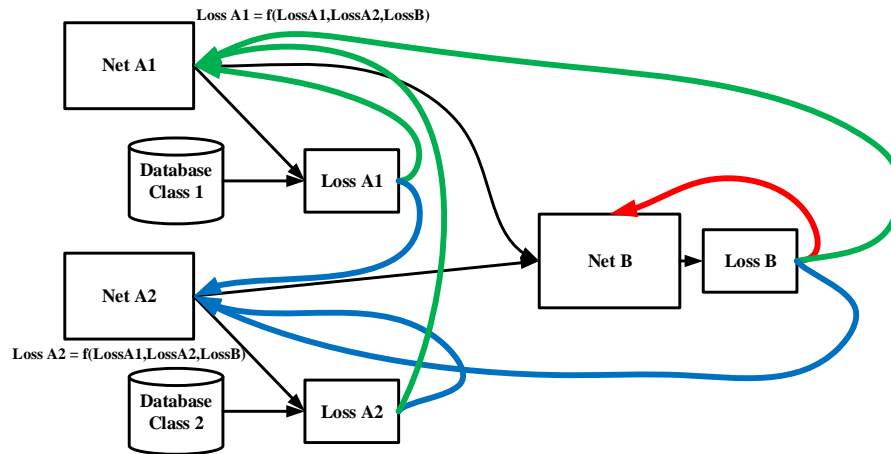 Loss A1 = f(LossA1,LossA2,LossB)
Net A1
Database
Class 1
Loss A1
Net A2
Net B
Loss B
Loss A2 = f(LossA1,LossA2,LossB)
Database
Class 2
Loss A2